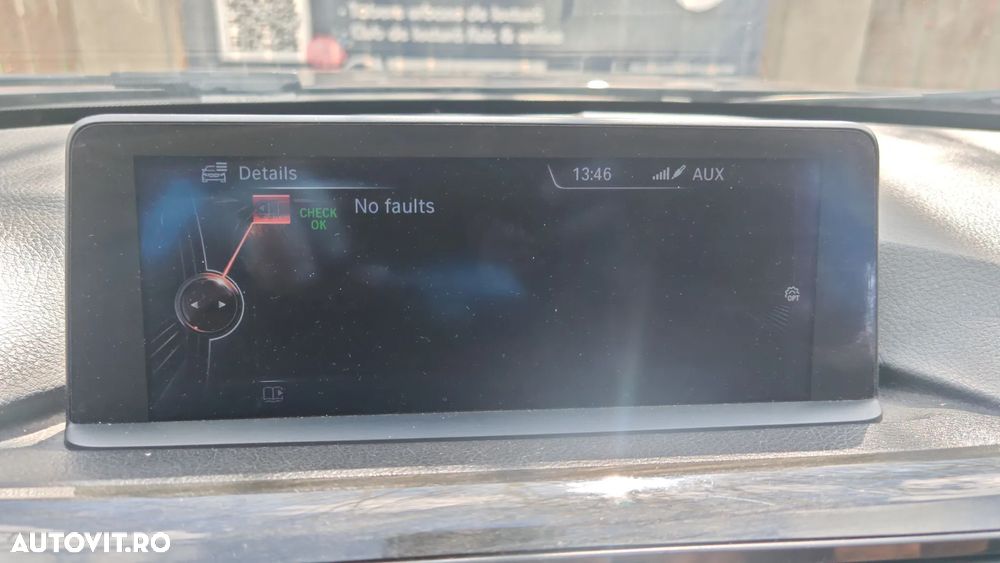 Details
13:46
AUX
CHECK
OK
No faults
OPT
AUTOVIT.RO